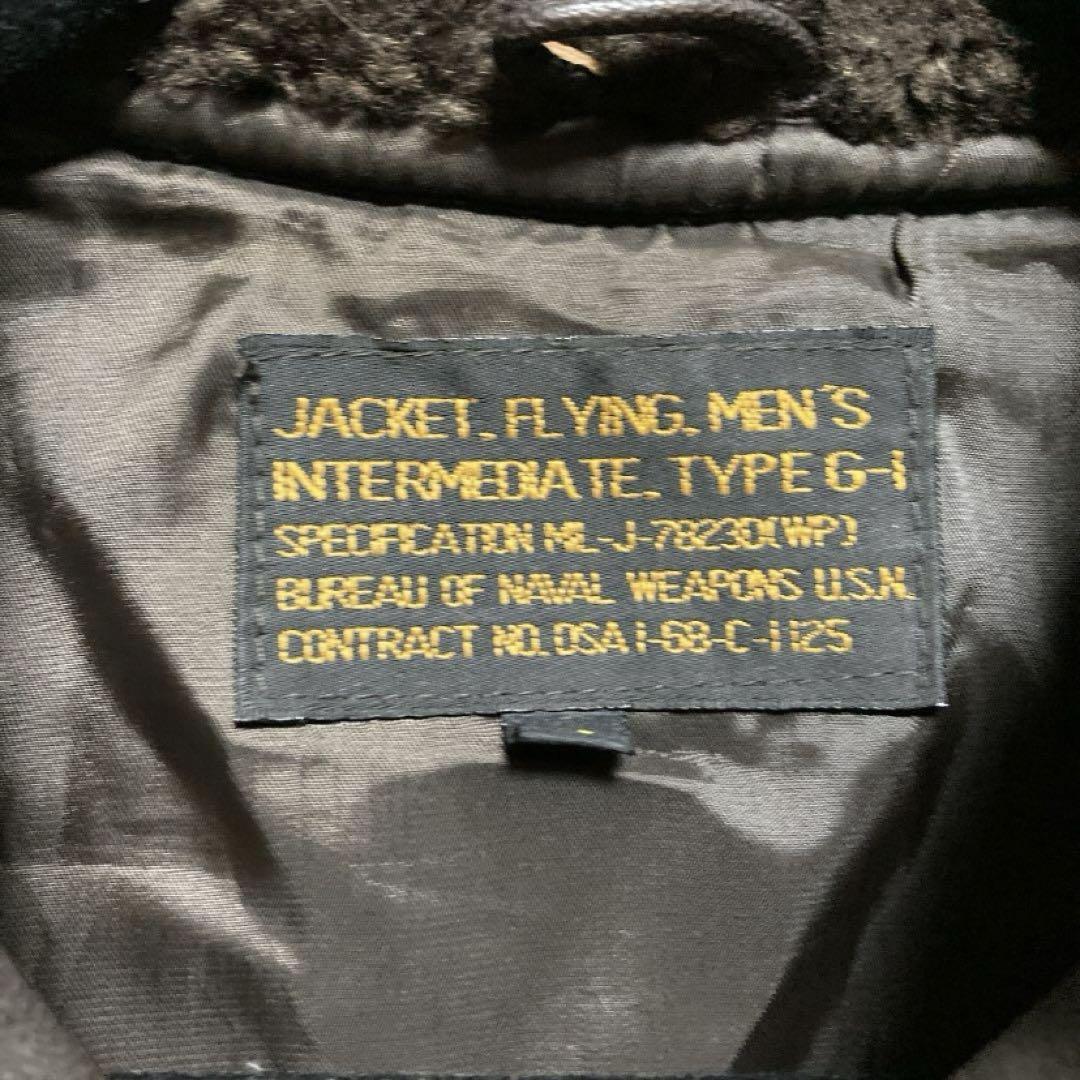 JACKET, FLYING, MEN'S
INTERMEDIATE, TYPE G-1
SPECIFICATION MIL-J-7823D(WP)
BUREAU OF NAVAL WEAPONS U.S.N.
CONTRACT NO. DSA 1-68-C-1125